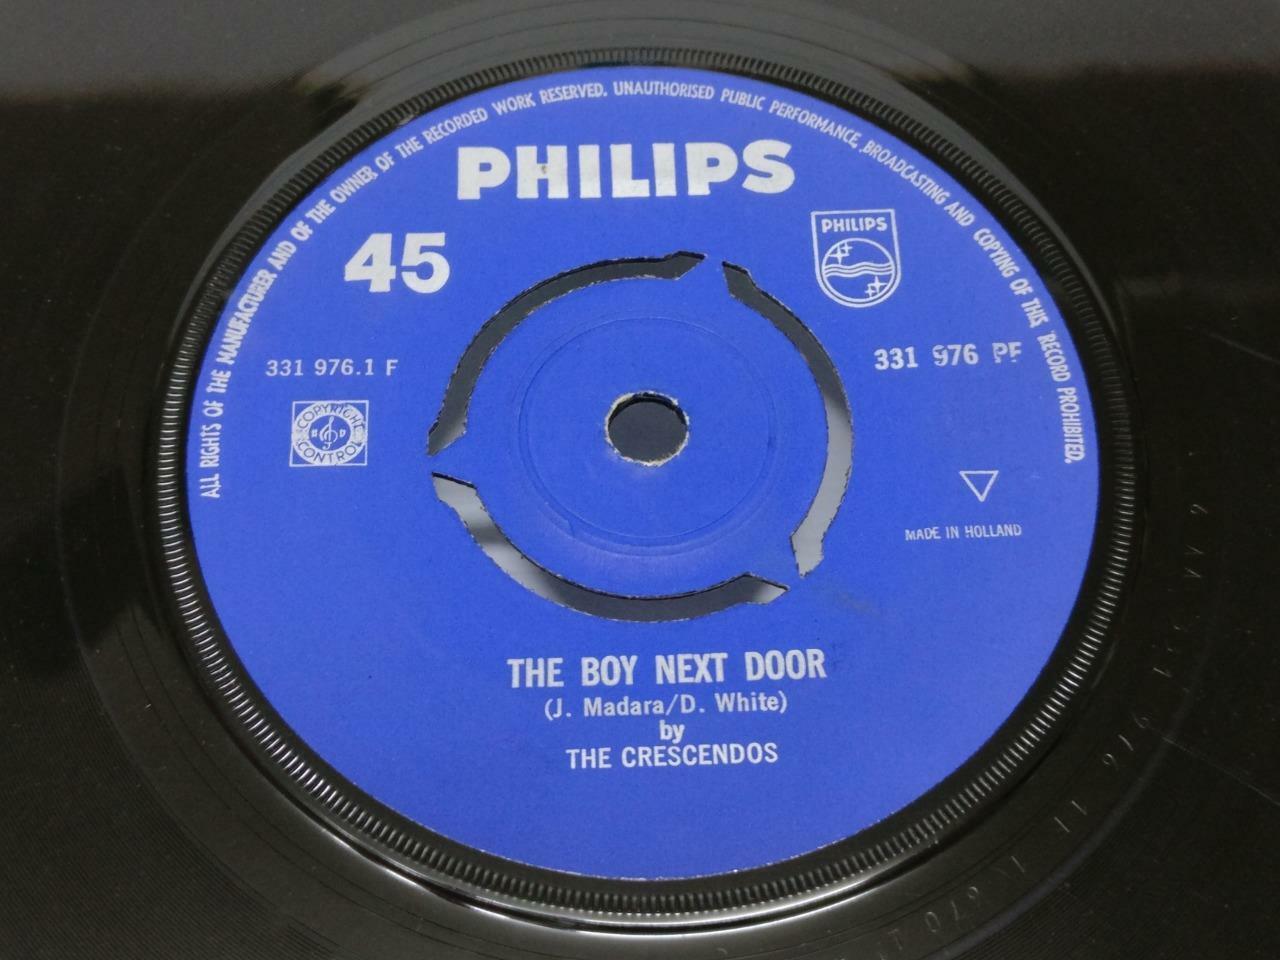 ALL RIGHTS OF THE MANUFACTURER AND OF THE OWNER OF THE RECORDED WORK RESERVED. UNAUTHORISED PUBLIC PERFORMANCE, BROADCASTING AND COPYING OF THIS RECORD PROHIBITED.
PHILIPS
45
PHILIPS
331 976.1 F
331 976 PF
COPYRIGHT
CONTROL
MADE IN HOLLAND
THE BOY NEXT DOOR
(J. Madara/D. White)
by
THE CRESCENDOS